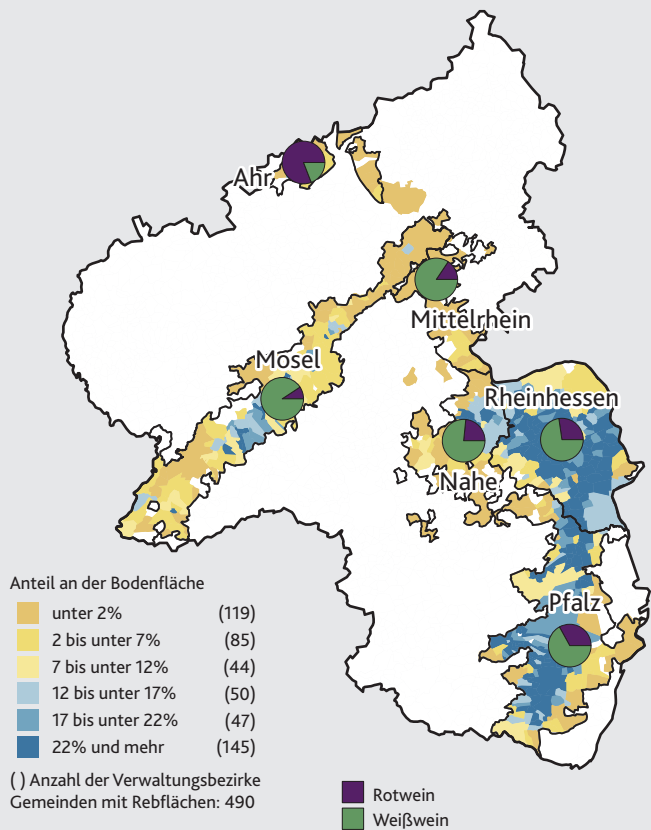 Ahr
Mittelrhein
Mosel
Rheinhessen
Nahe
Pfalz
Anteil an der Bodenfläche
unter 2% (119)
2 bis unter 7% (85)
7 bis unter 12% (44)
12 bis unter 17% (50)
17 bis unter 22% (47)
22% und mehr (145)
( ) Anzahl der Verwaltungsbezirke
Gemeinden mit Rebflächen: 490
Rotwein
Weißwein